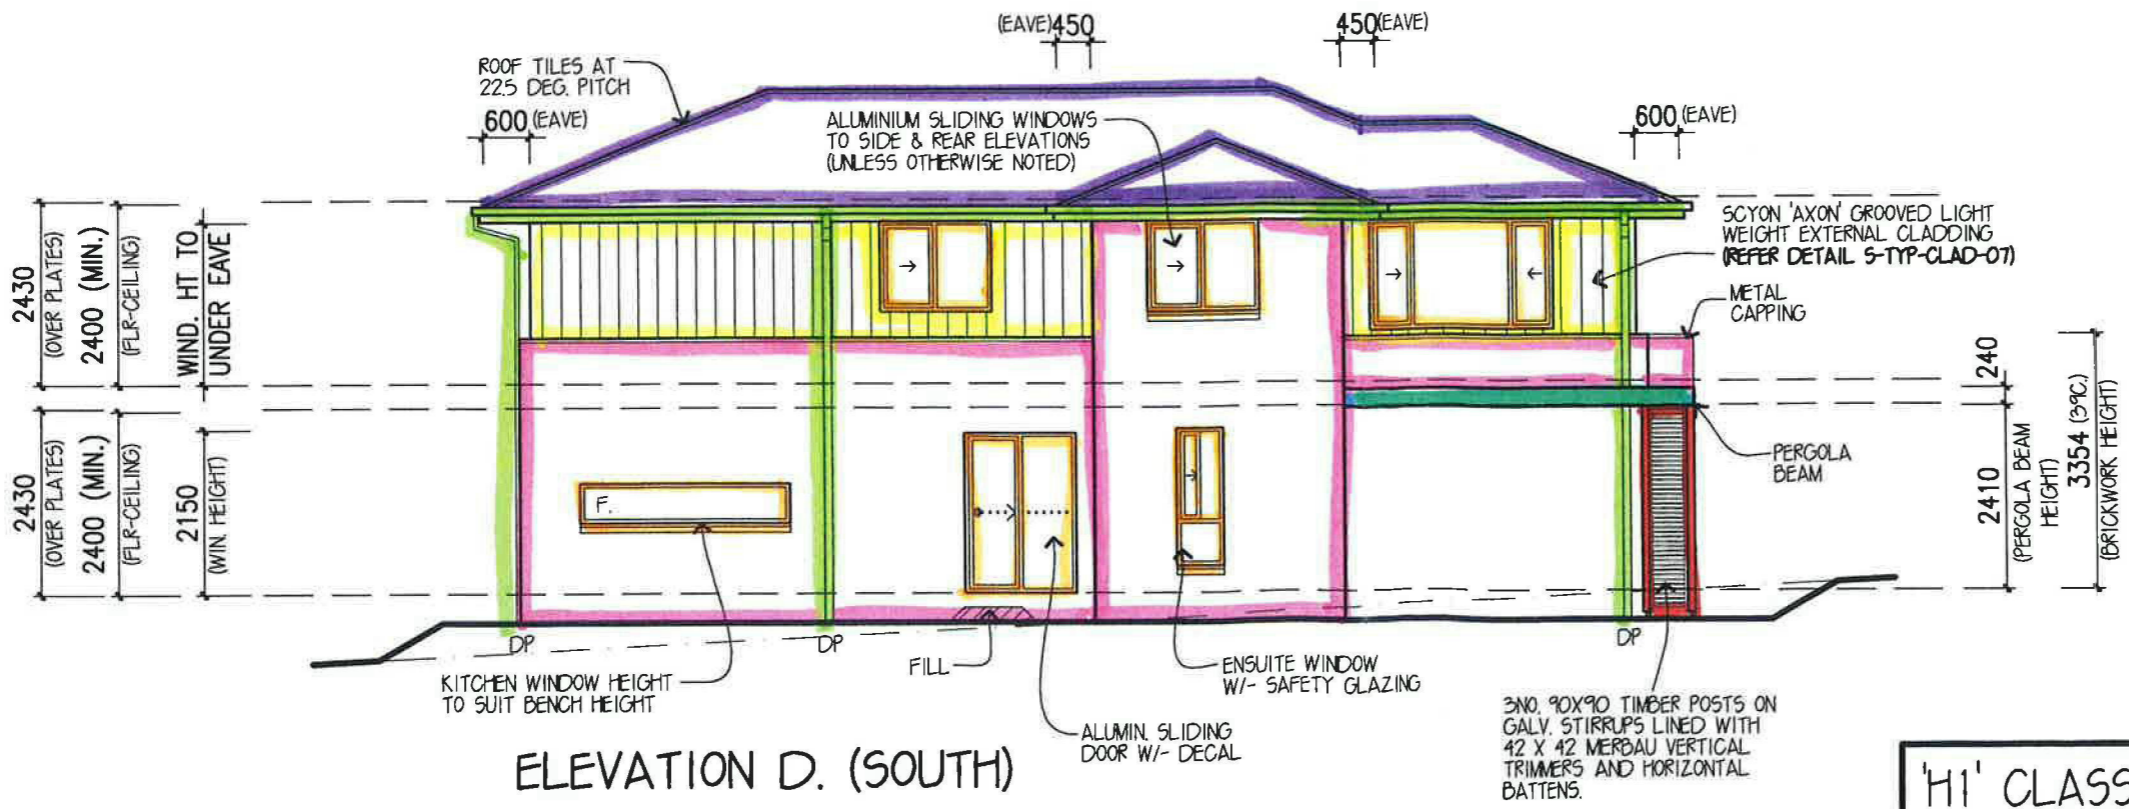 (EAVE) 450
450 (EAVE)
ROOF TILES AT
22.5 DEG. PITCH
600 (EAVE)
ALUMINIUM SLIDING WINDOWS
TO SIDE & REAR ELEVATIONS
(UNLESS OTHERWISE NOTED)
600 (EAVE)
SCYON 'AXON' GROOVED LIGHT
WEIGHT EXTERNAL CLADDING
(REFER DETAIL S-TYP-CLAD-07)
METAL
CAPPING
2430
(OVER PLATES)
2400 (MIN.)
(FLR-CEILING)
WIND. HT TO
UNDER EAVE
2430
(OVER PLATES)
2400 (MIN.)
(FLR-CEILING)
2150
(WIN. HEIGHT)
F.
240
2410
(PERGOLA BEAM
HEIGHT)
3354 (39C.)
(BRICKWORK HEIGHT)
PERGOLA
BEAM
DP
DP
DP
KITCHEN WINDOW HEIGHT
TO SUIT BENCH HEIGHT
FILL
ENSUITE WINDOW
W/- SAFETY GLAZING
ALUMIN. SLIDING
DOOR W/- DECAL
3NO. 90X90 TIMBER POSTS ON
GALV. STIRRUPS LINED WITH
42 X 42 MERBAU VERTICAL
TRIMMERS AND HORIZONTAL
BATTENS.
ELEVATION D. (SOUTH)
'H1' CLASS